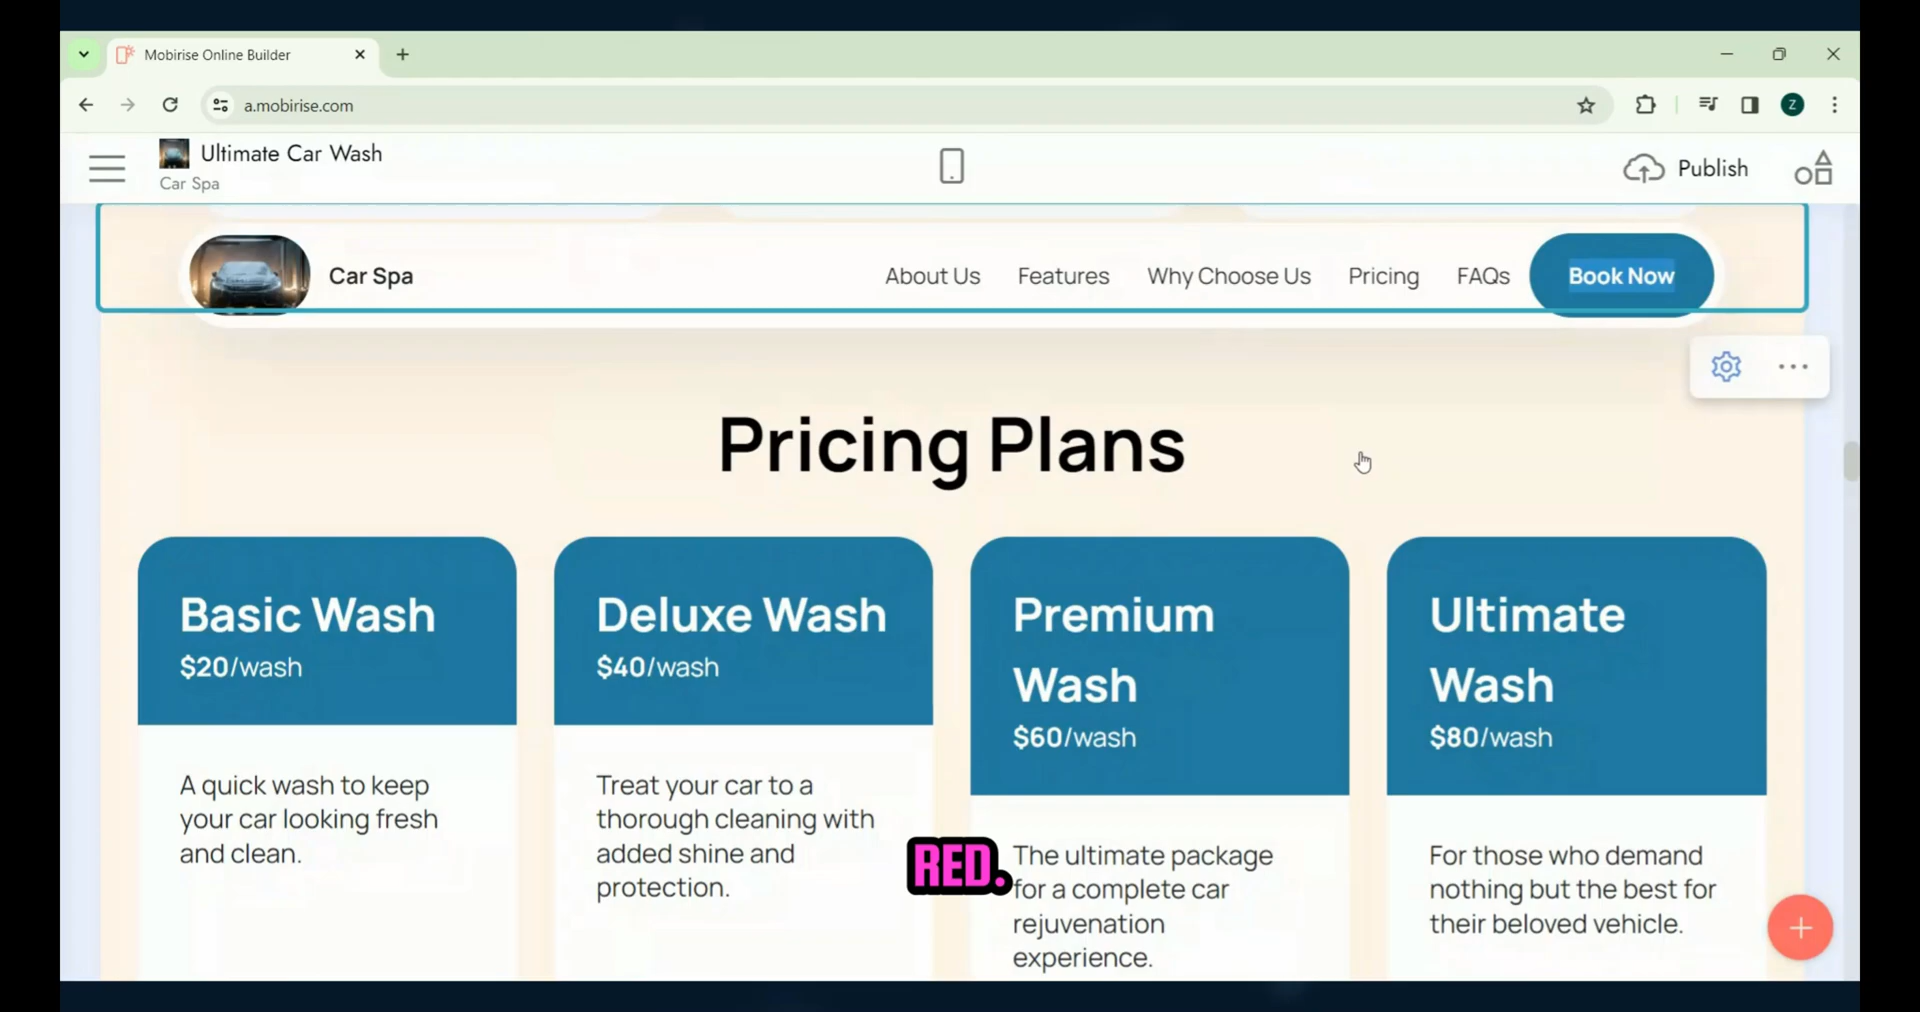 Mobirise Online Builder
a.mobirise.com
Z
Ultimate Car Wash
Car Spa
Publish
Car Spa
About Us
Features
Why Choose Us
Pricing
FAQs
Book Now
Pricing Plans
Basic Wash
$20/wash
A quick wash to keep
your car looking fresh
and clean.
Deluxe Wash
$40/wash
Treat your car to a
thorough cleaning with
added shine and
protection.
Premium
Wash
$60/wash
The ultimate package
for a complete car
rejuvenation
experience.
Ultimate
Wash
$80/wash
For those who demand
nothing but the best for
their beloved vehicle.
RED.